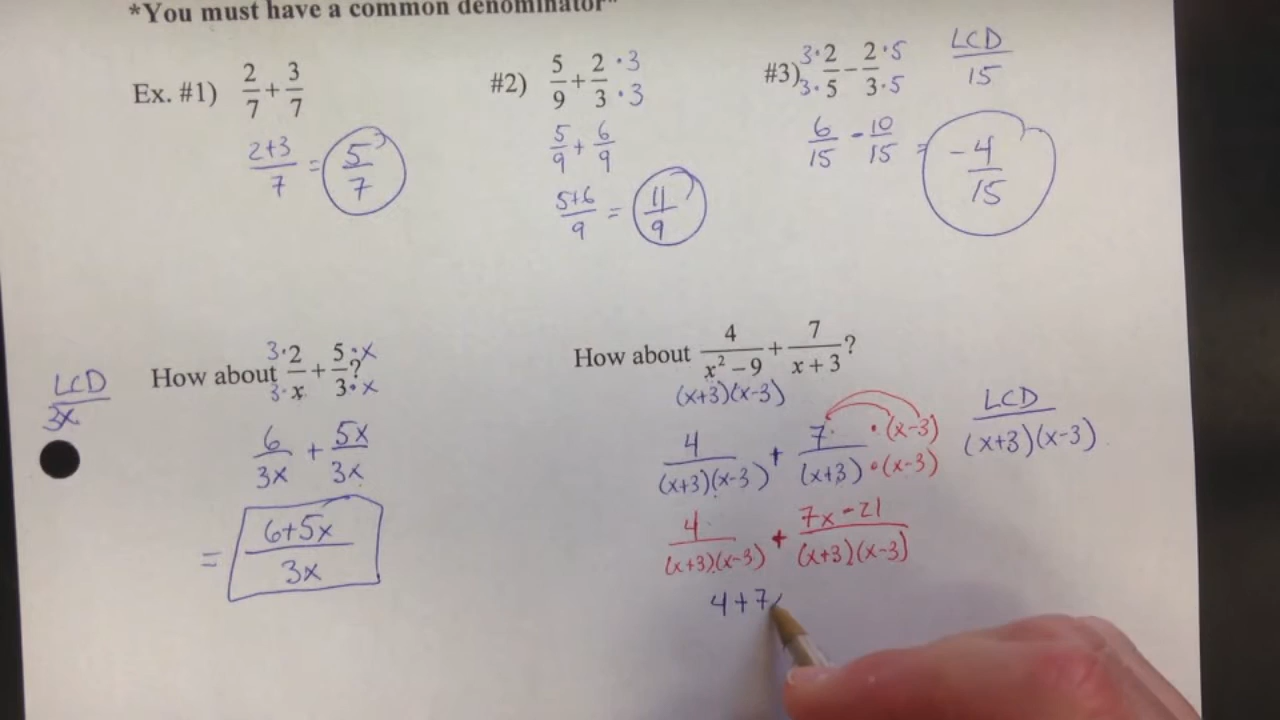 *You must have a common denominator*
Ex. #1) 2/7 + 3/7
2+3/7 = 5/7
#2) 5/9 + 2/3 ·3/·3
5/9 + 6/9
5+6/9 = 11/9
#3) 3·/3· 2/5 − 2/3 ·5/·5
LCD
15
6/15 - 10/15 = -4/15
LCD
3x
How about 3·/3· 2/x + 5/3 ·x/·x ?
6/3x + 5x/3x
= 6+5x/3x
How about 4/x² − 9 + 7/x + 3 ?
(x+3)(x-3)
4/(x+3)(x-3) + 7/(x+3) ·(x-3)/·(x-3)
LCD
(x+3)(x-3)
4/(x+3)(x-3) + 7x-21/(x+3)(x-3)
4+7